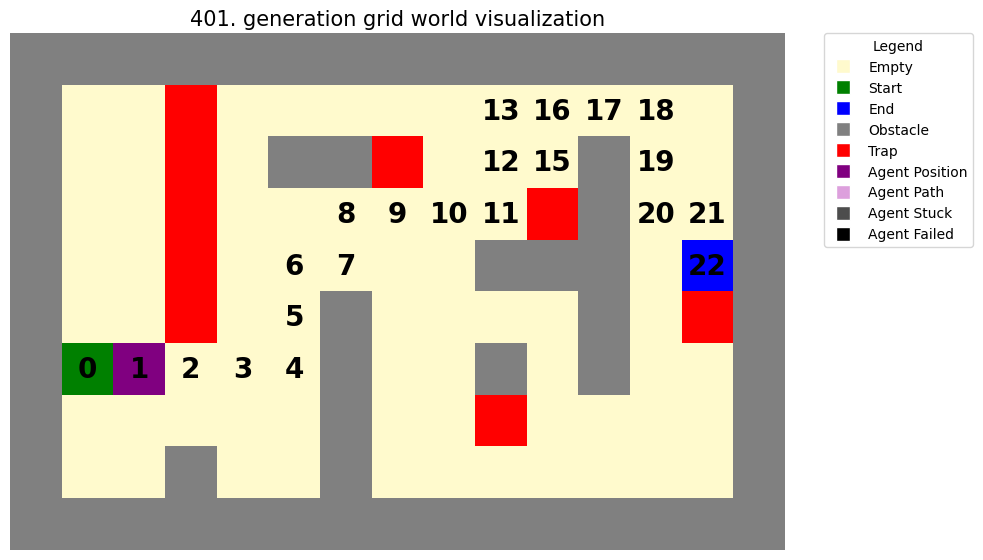 401. generation grid world visualization
Legend
Empty
Start
End
Obstacle
Trap
Agent Position
Agent Path
Agent Stuck
Agent Failed
13 16 17 18
12 15 19
8 9 10 11 20 21
6 7 22
5
0 1 2 3 4